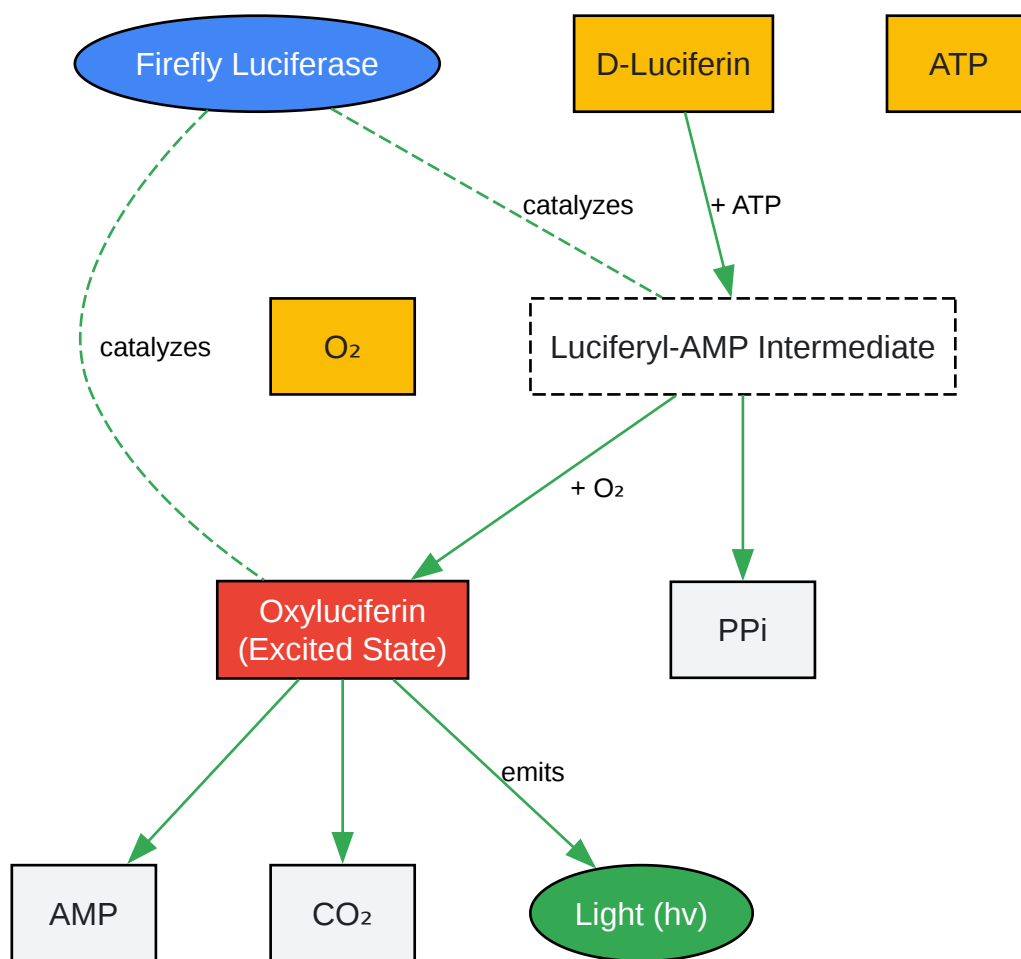 Firefly Luciferase
D-Luciferin
ATP
catalyzes
+ ATP
catalyzes
O₂
Luciferyl-AMP Intermediate
+ O₂
Oxyluciferin
(Excited State)
PPi
emits
AMP
CO₂
Light (hv)